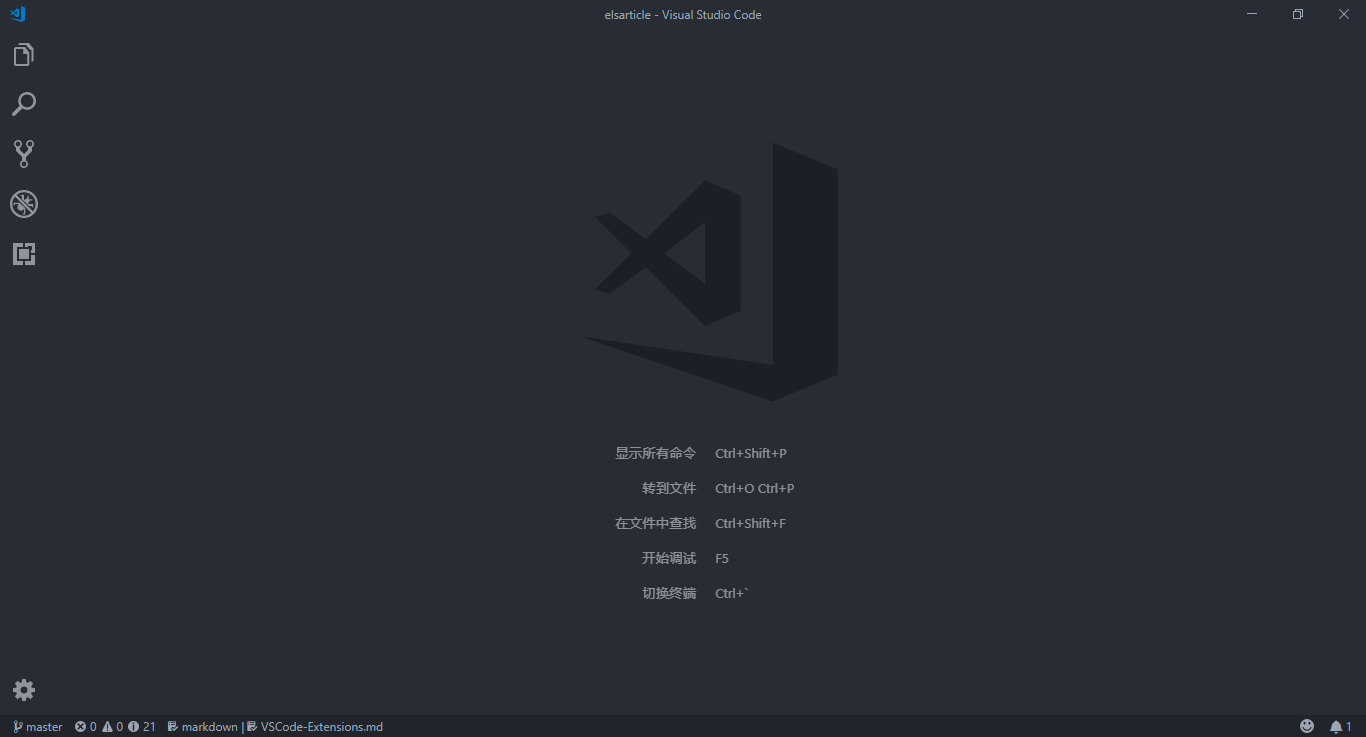 elsarticle - Visual Studio Code
显示所有命令 Ctrl+Shift+P
转到文件 Ctrl+O Ctrl+P
在文件中查找 Ctrl+Shift+F
开始调试 F5
切换终端 Ctrl+`
master 0 0 21 markdown | VSCode-Extensions.md 1